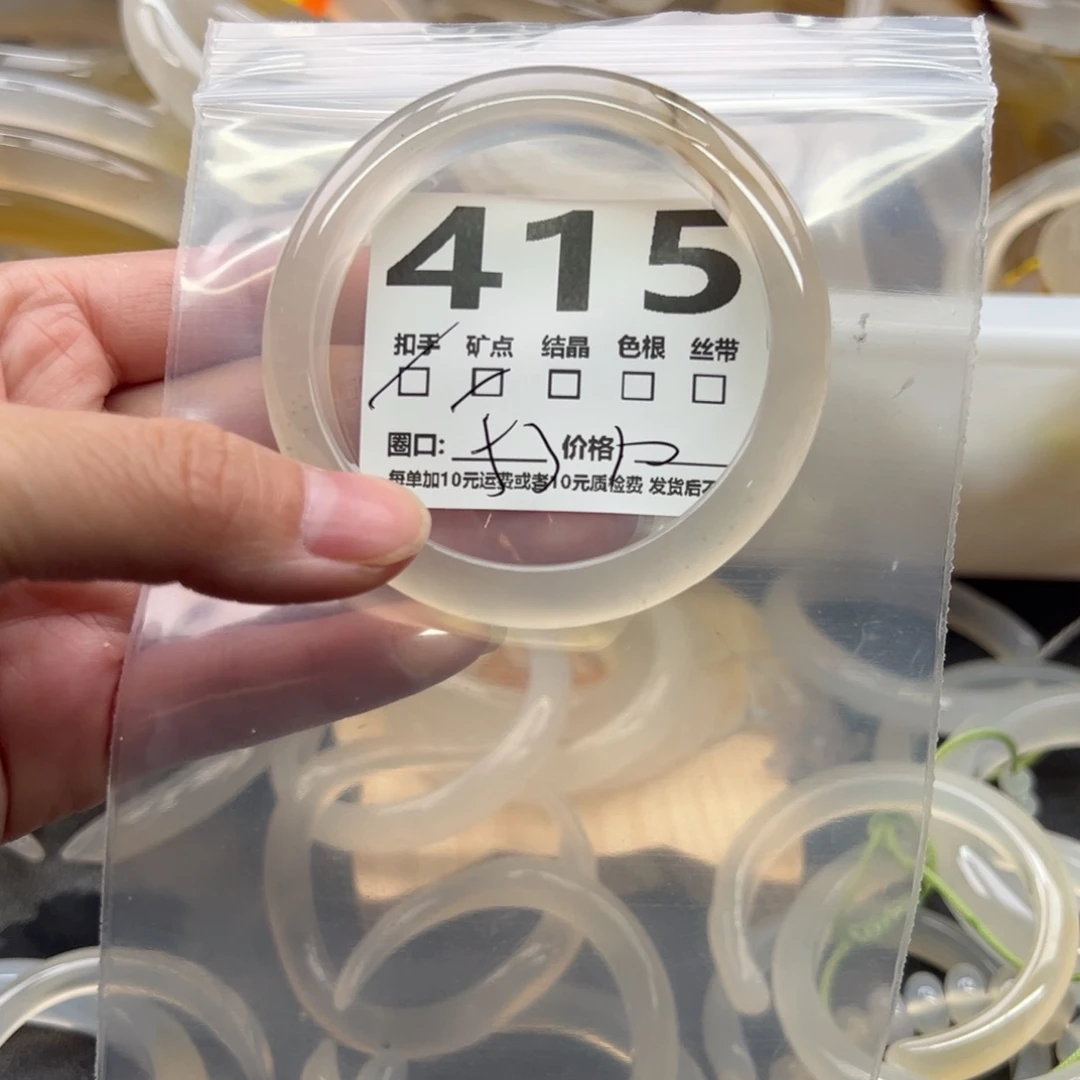 415
扣手 矿点 结晶 色根 丝带
圈口: 价格
每单加10元运费或者10元质检费 发货后不